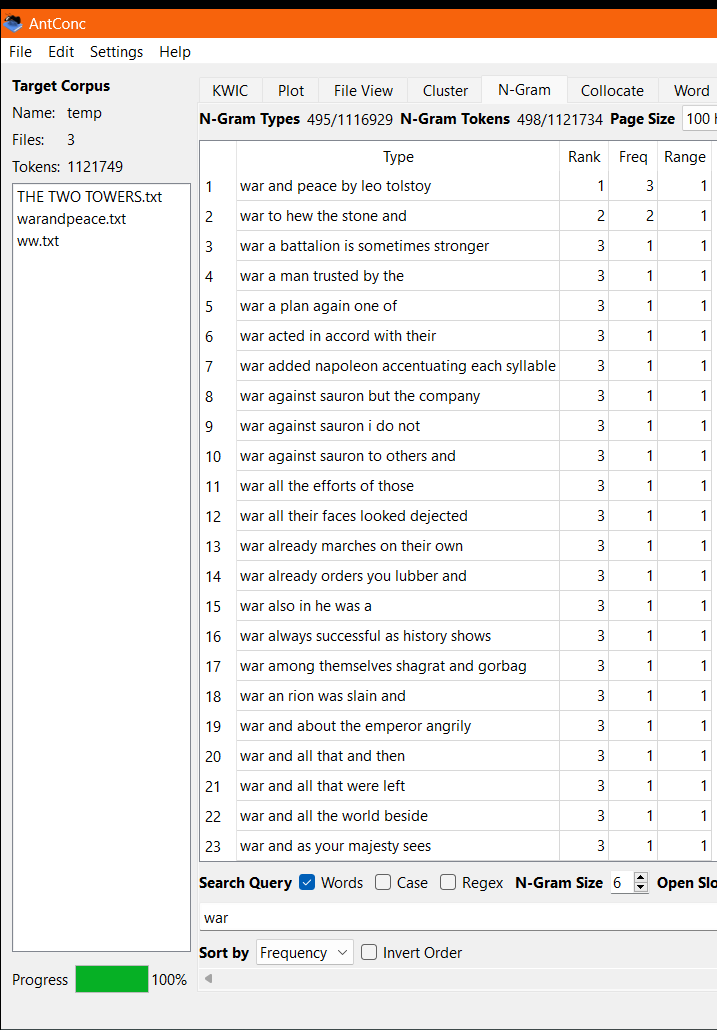 AntConc
File Edit Settings Help
Target Corpus
Name: temp
Files: 3
Tokens: 1121749
THE TWO TOWERS.txt
warandpeace.txt
ww.txt
Progress 100%
KWIC Plot File View Cluster N-Gram Collocate Word
N-Gram Types 495/1116929 N-Gram Tokens 498/1121734 Page Size 100
Type Rank Freq Range
1 war and peace by leo tolstoy 1 3 1
2 war to hew the stone and 2 2 1
3 war a battalion is sometimes stronger 3 1 1
4 war a man trusted by the 3 1 1
5 war a plan again one of 3 1 1
6 war acted in accord with their 3 1 1
7 war added napoleon accentuating each syllable 3 1 1
8 war against sauron but the company 3 1 1
9 war against sauron i do not 3 1 1
10 war against sauron to others and 3 1 1
11 war all the efforts of those 3 1 1
12 war all their faces looked dejected 3 1 1
13 war already marches on their own 3 1 1
14 war already orders you lubber and 3 1 1
15 war also in he was a 3 1 1
16 war always successful as history shows 3 1 1
17 war among themselves shagrat and gorbag 3 1 1
18 war an rion was slain and 3 1 1
19 war and about the emperor angrily 3 1 1
20 war and all that and then 3 1 1
21 war and all that were left 3 1 1
22 war and all the world beside 3 1 1
23 war and as your majesty sees 3 1 1
Search Query Words Case Regex N-Gram Size 6 Open Slo
war
Sort by Frequency Invert Order